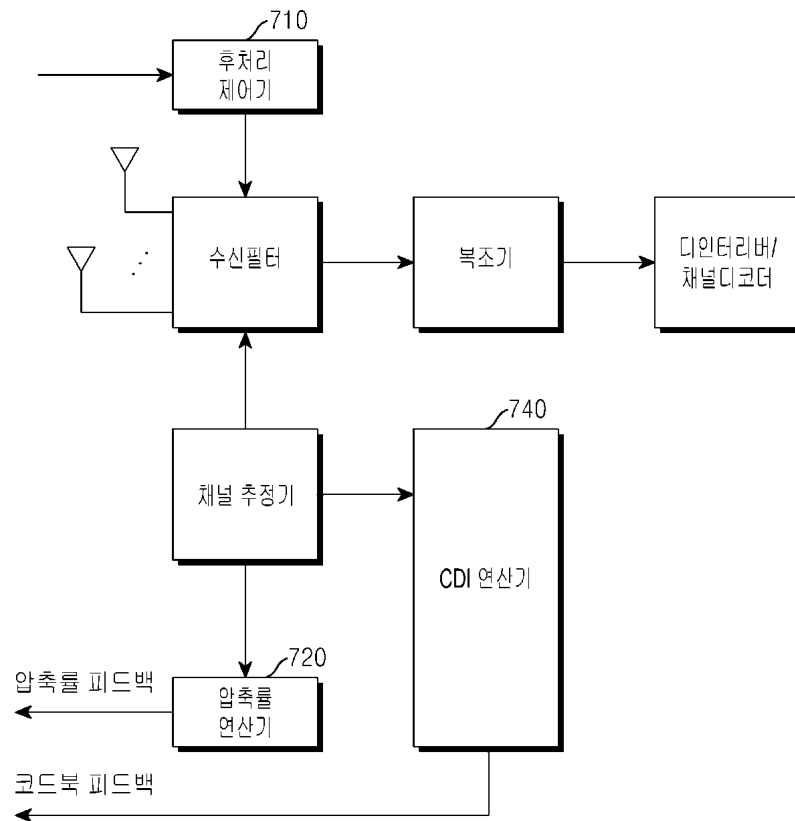 710
후처리
제어기
수신필터
복조기
디인터리버/
채널디코더
740
채널 추정기
CDI 연산기
720
압축률 피드백
압축률
연산기
코드북 피드백